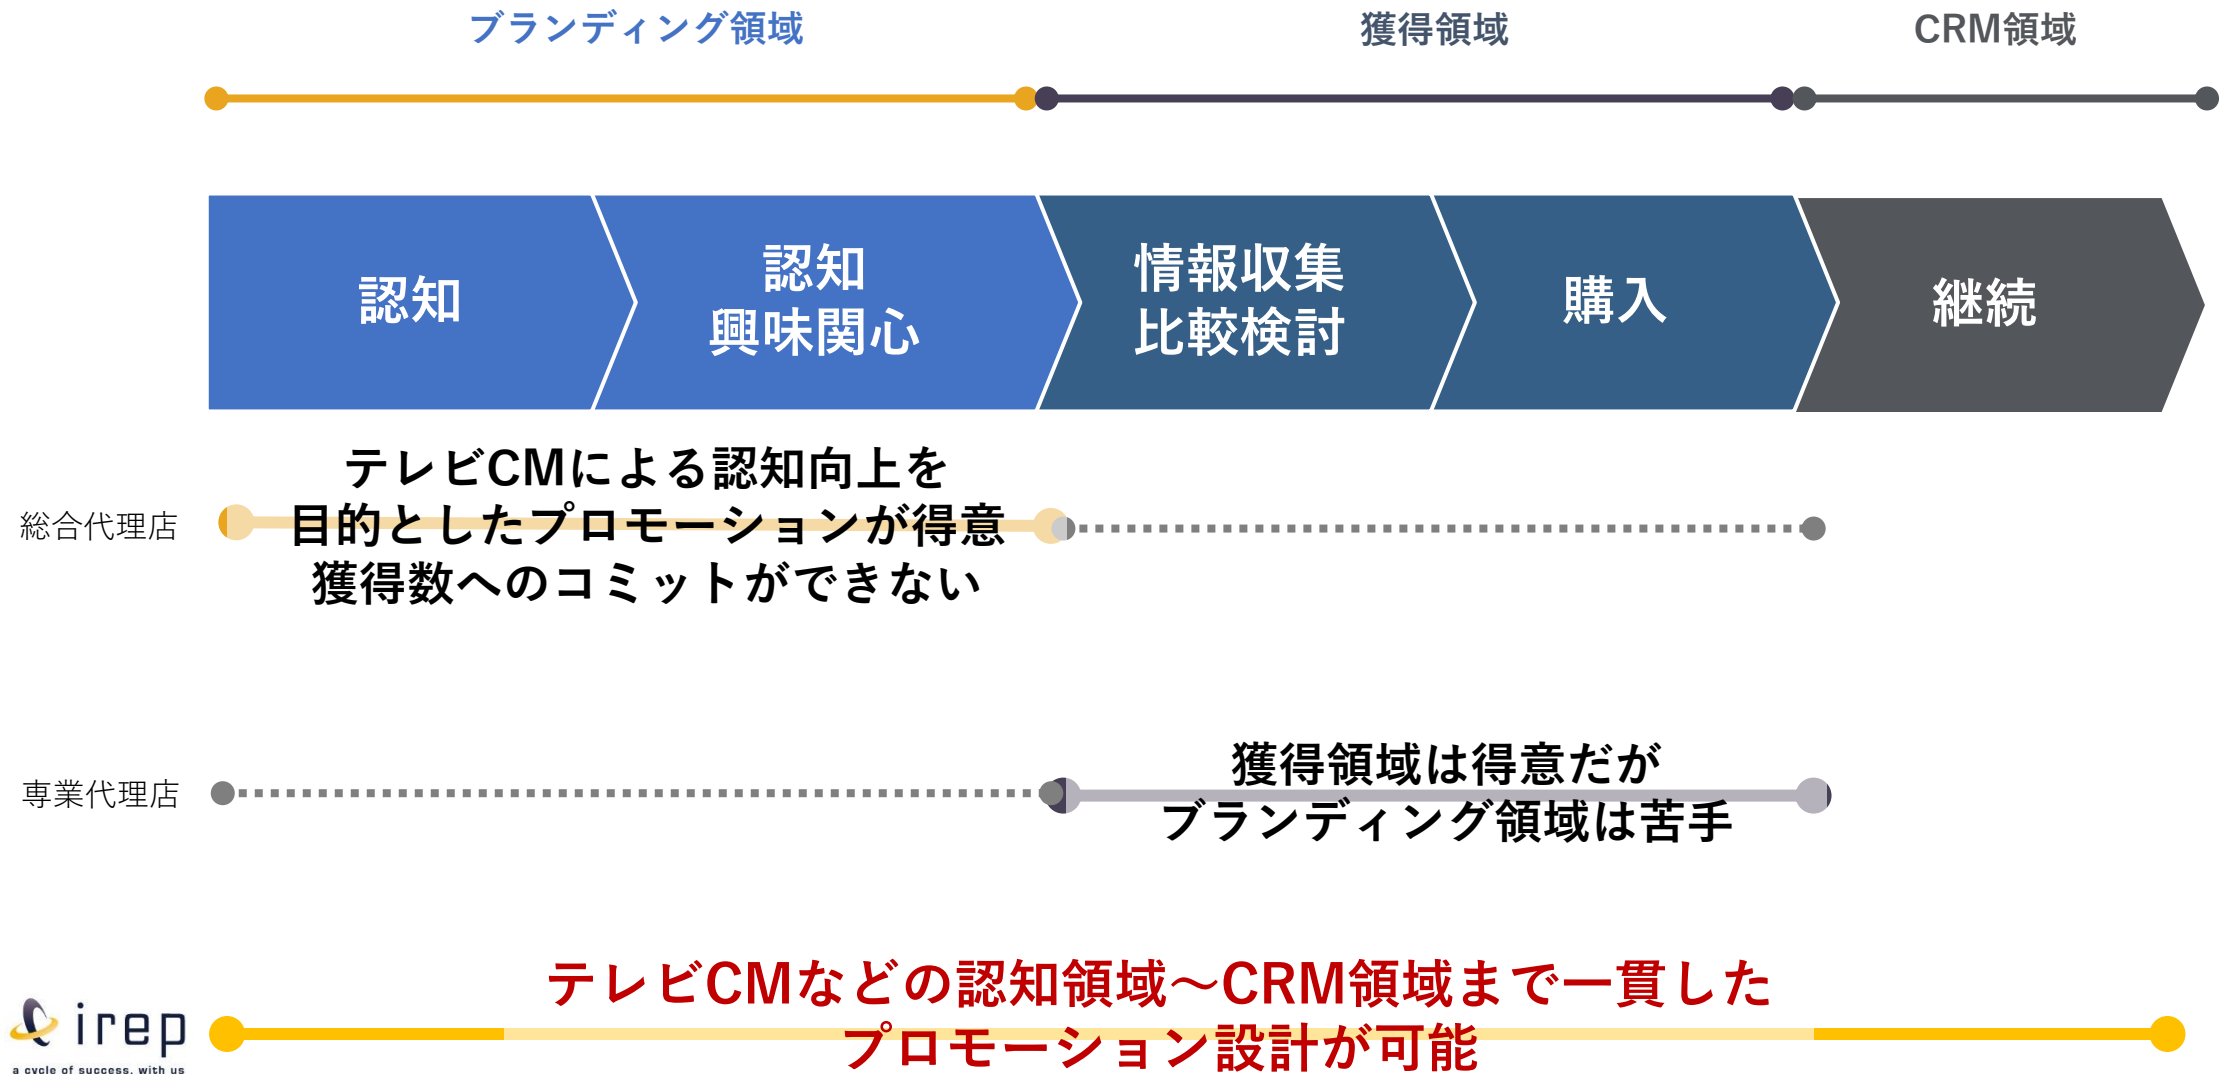 ブランディング領域
獲得領域
CRM領域
認知
認知
興味関心
情報収集
比較検討
購入
継続
総合代理店
テレビCMによる認知向上を
目的としたプロモーションが得意
獲得数へのコミットができない
専業代理店
獲得領域は得意だが
ブランディング領域は苦手
irep
a cycle of success, with us
テレビCMなどの認知領域～CRM領域まで一貫した
プロモーション設計が可能